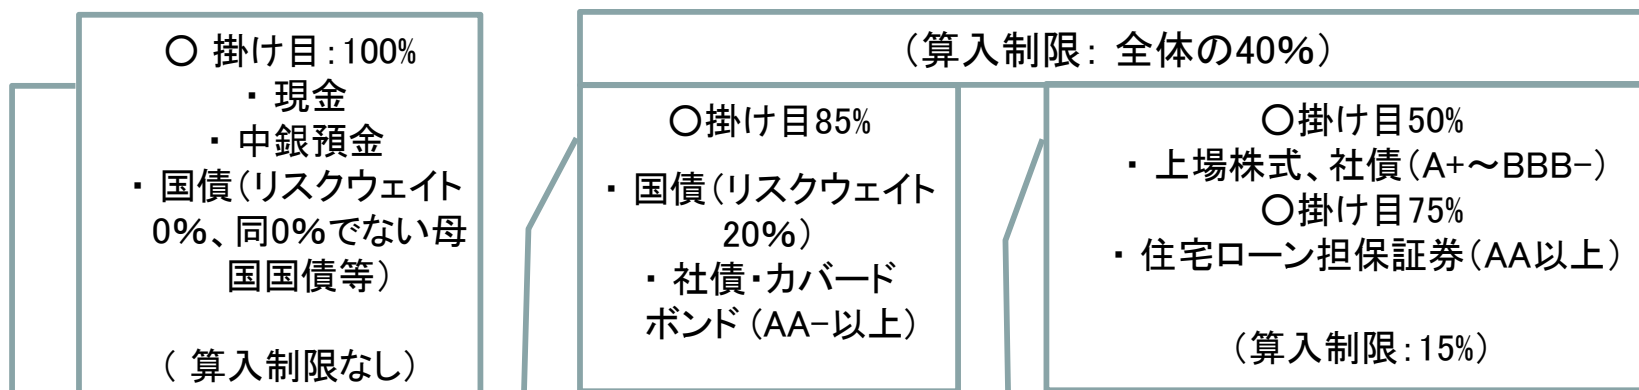 〇 掛け目：100%
・ 現金
・ 中銀預金
・ 国債（リスクウェイト
0%、同0%でない母
国国債等）
（ 算入制限なし）
（算入制限： 全体の40%）
〇掛け目85%
・ 国債（リスクウェイト
20%）
・ 社債・カバード
ボンド（AA-以上）
〇掛け目50%
・ 上場株式、社債（A+～BBB-）
〇掛け目75%
・ 住宅ローン担保証券（AA以上）
（算入制限：15%）